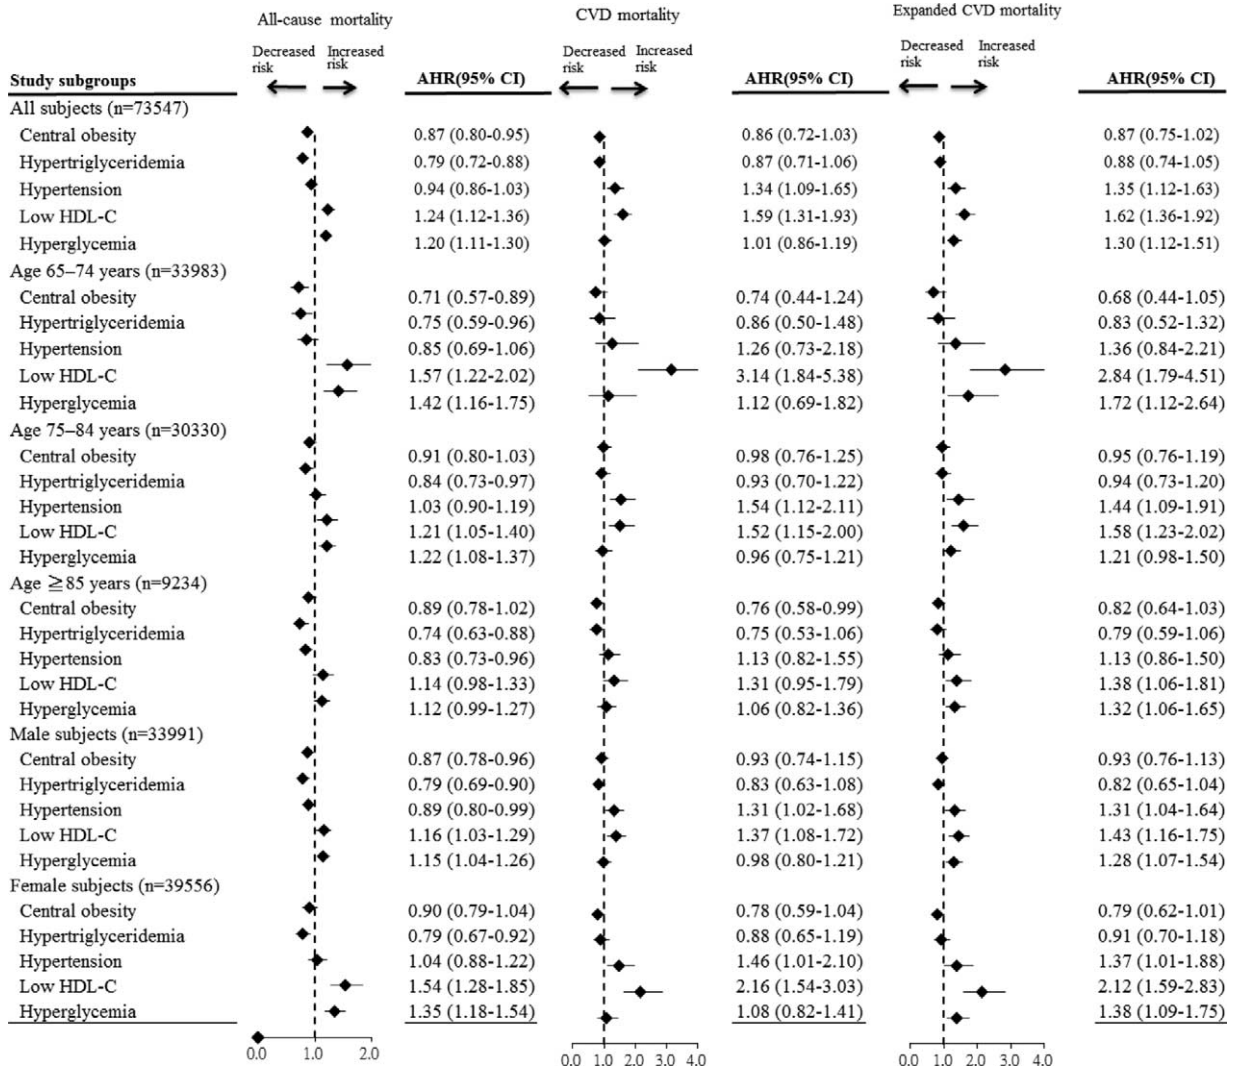 All-cause mortality CVD mortality Expanded CVD mortality
Decreased risk Increased risk Decreased risk Increased risk Decreased risk Increased risk
Study subgroups AHR(95% CI) AHR(95% CI) AHR(95% CI)
All subjects (n=73547)
Central obesity 0.87 (0.80-0.95) 0.86 (0.72-1.03) 0.87 (0.75-1.02)
Hypertriglyceridemia 0.79 (0.72-0.88) 0.87 (0.71-1.06) 0.88 (0.74-1.05)
Hypertension 0.94 (0.86-1.03) 1.34 (1.09-1.65) 1.35 (1.12-1.63)
Low HDL-C 1.24 (1.12-1.36) 1.59 (1.31-1.93) 1.62 (1.36-1.92)
Hyperglycemia 1.20 (1.11-1.30) 1.01 (0.86-1.19) 1.30 (1.12-1.51)
Age 65–74 years (n=33983)
Central obesity 0.71 (0.57-0.89) 0.74 (0.44-1.24) 0.68 (0.44-1.05)
Hypertriglyceridemia 0.75 (0.59-0.96) 0.86 (0.50-1.48) 0.83 (0.52-1.32)
Hypertension 0.85 (0.69-1.06) 1.26 (0.73-2.18) 1.36 (0.84-2.21)
Low HDL-C 1.57 (1.22-2.02) 3.14 (1.84-5.38) 2.84 (1.79-4.51)
Hyperglycemia 1.42 (1.16-1.75) 1.12 (0.69-1.82) 1.72 (1.12-2.64)
Age 75–84 years (n=30330)
Central obesity 0.91 (0.80-1.03) 0.98 (0.76-1.25) 0.95 (0.76-1.19)
Hypertriglyceridemia 0.84 (0.73-0.97) 0.93 (0.70-1.22) 0.94 (0.73-1.20)
Hypertension 1.03 (0.90-1.19) 1.54 (1.12-2.11) 1.44 (1.09-1.91)
Low HDL-C 1.21 (1.05-1.40) 1.52 (1.15-2.00) 1.58 (1.23-2.02)
Hyperglycemia 1.22 (1.08-1.37) 0.96 (0.75-1.21) 1.21 (0.98-1.50)
Age ≧85 years (n=9234)
Central obesity 0.89 (0.78-1.02) 0.76 (0.58-0.99) 0.82 (0.64-1.03)
Hypertriglyceridemia 0.74 (0.63-0.88) 0.75 (0.53-1.06) 0.79 (0.59-1.06)
Hypertension 0.83 (0.73-0.96) 1.13 (0.82-1.55) 1.13 (0.86-1.50)
Low HDL-C 1.14 (0.98-1.33) 1.31 (0.95-1.79) 1.38 (1.06-1.81)
Hyperglycemia 1.12 (0.99-1.27) 1.06 (0.82-1.36) 1.32 (1.06-1.65)
Male subjects (n=33991)
Central obesity 0.87 (0.78-0.96) 0.93 (0.74-1.15) 0.93 (0.76-1.13)
Hypertriglyceridemia 0.79 (0.69-0.90) 0.83 (0.63-1.08) 0.82 (0.65-1.04)
Hypertension 0.89 (0.80-0.99) 1.31 (1.02-1.68) 1.31 (1.04-1.64)
Low HDL-C 1.16 (1.03-1.29) 1.37 (1.08-1.72) 1.43 (1.16-1.75)
Hyperglycemia 1.15 (1.04-1.26) 0.98 (0.80-1.21) 1.28 (1.07-1.54)
Female subjects (n=39556)
Central obesity 0.90 (0.79-1.04) 0.78 (0.59-1.04) 0.79 (0.62-1.01)
Hypertriglyceridemia 0.79 (0.67-0.92) 0.88 (0.65-1.19) 0.91 (0.70-1.18)
Hypertension 1.04 (0.88-1.22) 1.46 (1.01-2.10) 1.37 (1.01-1.88)
Low HDL-C 1.54 (1.28-1.85) 2.16 (1.54-3.03) 2.12 (1.59-2.83)
Hyperglycemia 1.35 (1.18-1.54) 1.08 (0.82-1.41) 1.38 (1.09-1.75)
0.0 1.0 2.0 0.0 1.0 2.0 3.0 4.0 0.0 1.0 2.0 3.0 4.0